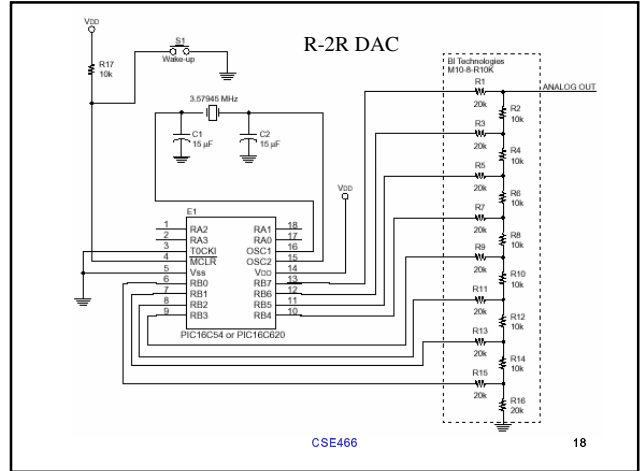 R-2R DAC
VDD
S1
Wake-up
R17
10k
3.57945 MHz
C1
15 µF
C2
15 µF
VDD
E1
1 RA2 RA1 18
2 RA3 RA0 17
3 T0CKI OSC1 16
4 MCLR OSC2 15
5 Vss VDD 14
6 RB0 RB7 13
7 RB1 RB6 12
8 RB2 RB5 11
9 RB3 RB4 10
PIC16C54 or PIC16C620
BI Technologies
M10-8-R10K
ANALOG OUT
R1
20k
R2
10k
R3
20k
R4
10k
R5
20k
R6
10k
R7
20k
R8
10k
R9
20k
R10
10k
R11
20k
R12
10k
R13
20k
R14
10k
R15
20k
R16
20k
CSE466
18